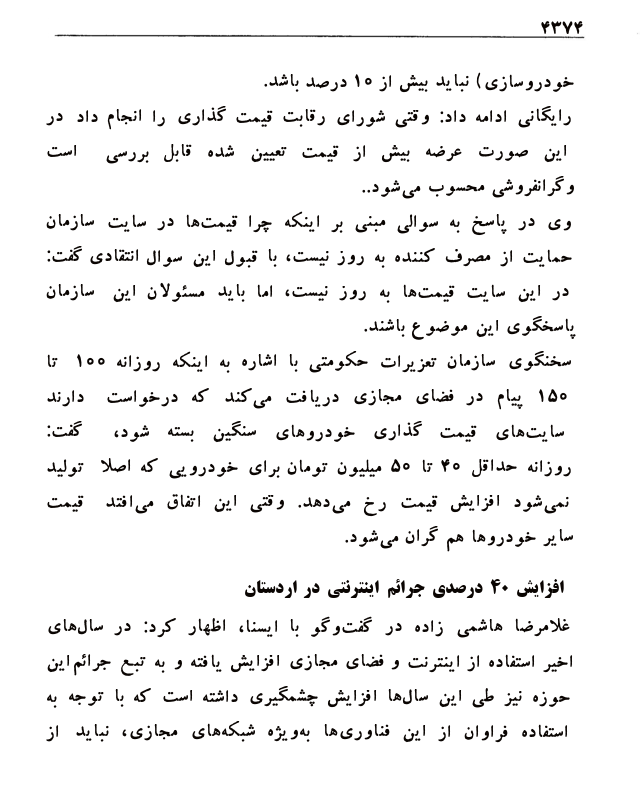 ۴۳۷۴
خودروسازی) نباید بیش از ۱۰ درصد باشد.
رایگانی ادامه داد: وقتی شورای رقابت قیمت گذاری را انجام داد در
این صورت عرضه بیش از قیمت تعیین شده قابل بررسی است
وگرانفروشی محسوب می‌شود..
وی در پاسخ به سوالی مبنی بر اینکه چرا قیمت‌ها در سایت سازمان
حمایت از مصرف کننده به روز نیست، با قبول این سوال انتقادی گفت:
در این سایت قیمت‌ها به روز نیست، اما باید مسئولان این سازمان
پاسخگوی این موضوع باشند.
سخنگوی سازمان تعزیرات حکومتی با اشاره به اینکه روزانه ۱۰۰ تا
۱۵۰ پیام در فضای مجازی دریافت می‌کند که درخواست دارند
سایت‌های قیمت گذاری خودروهای سنگین بسته شود، گفت:
روزانه حداقل ۴۰ تا ۵۰ میلیون تومان برای خودرویی که اصلا تولید
نمی‌شود افزایش قیمت رخ می‌دهد. وقتی این اتفاق می‌افتد قیمت
سایر خودروها هم گران می‌شود.
افزایش ۴۰ درصدی جرائم اینترنتی در اردستان
غلامرضا هاشمی زاده در گفت‌وگو با ایسنا، اظهار کرد: در سال‌های
اخیر استفاده از اینترنت و فضای مجازی افزایش یافته و به تبع جرائم‌این
حوزه نیز طی این سال‌ها افزایش چشمگیری داشته است که با توجه به
استفاده فراوان از این فناوری‌ها به‌ویژه شبکه‌های مجازی، نباید از